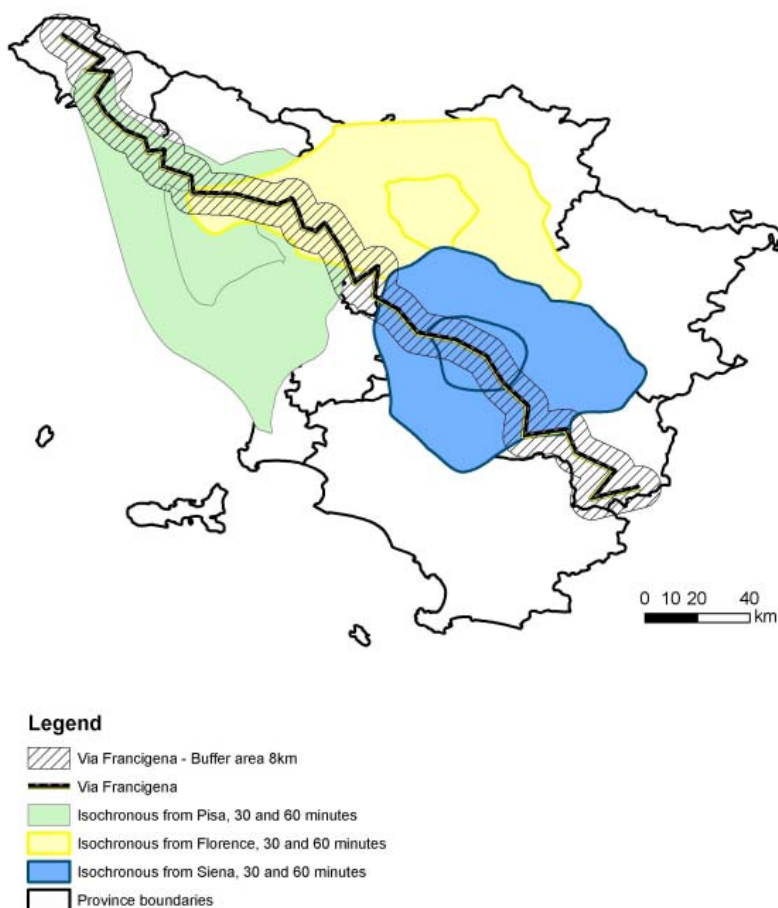 0 10 20 40
km
Legend
Via Francigena - Buffer area 8km
Via Francigena
Isochronous from Pisa, 30 and 60 minutes
Isochronous from Florence, 30 and 60 minutes
Isochronous from Siena, 30 and 60 minutes
Province boundaries